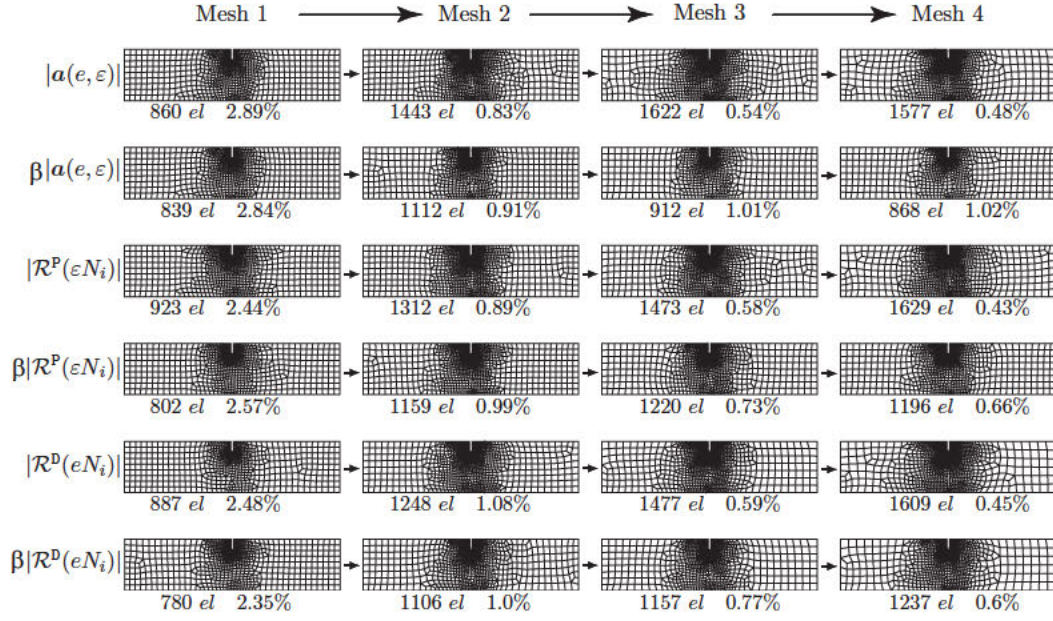 Mesh 1 Mesh 2 Mesh 3 Mesh 4
|a(e, ε)|
860 el 2.89% 1443 el 0.83% 1622 el 0.54% 1577 el 0.48%
β|a(e, ε)|
839 el 2.84% 1112 el 0.91% 912 el 1.01% 868 el 1.02%
|ℛᴾ(εNᵢ)|
923 el 2.44% 1312 el 0.89% 1473 el 0.58% 1629 el 0.43%
β|ℛᴾ(εNᵢ)|
802 el 2.57% 1159 el 0.99% 1220 el 0.73% 1196 el 0.66%
|ℛᴰ(eNᵢ)|
887 el 2.48% 1248 el 1.08% 1477 el 0.59% 1609 el 0.45%
β|ℛᴰ(eNᵢ)|
780 el 2.35% 1106 el 1.0% 1157 el 0.77% 1237 el 0.6%